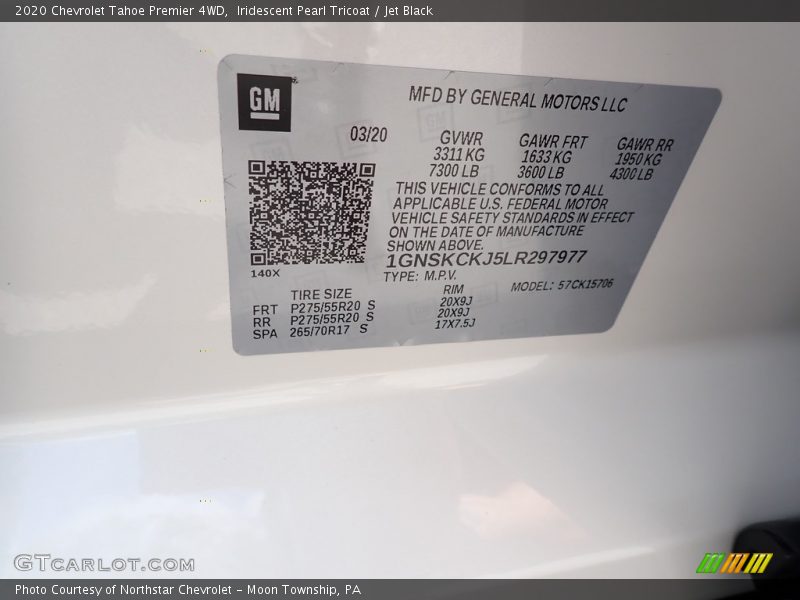 2020 Chevrolet Tahoe Premier 4WD, Iridescent Pearl Tricoat / Jet Black
GM
MFD BY GENERAL MOTORS LLC
03/20 GVWR GAWR FRT GAWR RR
3311 KG 1633 KG 1950 KG
7300 LB 3600 LB 4300 LB
THIS VEHICLE CONFORMS TO ALL
APPLICABLE U.S. FEDERAL MOTOR
VEHICLE SAFETY STANDARDS IN EFFECT
ON THE DATE OF MANUFACTURE
SHOWN ABOVE.
1GNSKCKJ5LR297977
140X TYPE: M.P.V. MODEL: 57CK15706
TIRE SIZE RIM
FRT P275/55R20 S 20X9J
RR P275/55R20 S 20X9J
SPA 265/70R17 S 17X7.5J
GTCARLOT.COM
Photo Courtesy of Northstar Chevrolet - Moon Township, PA